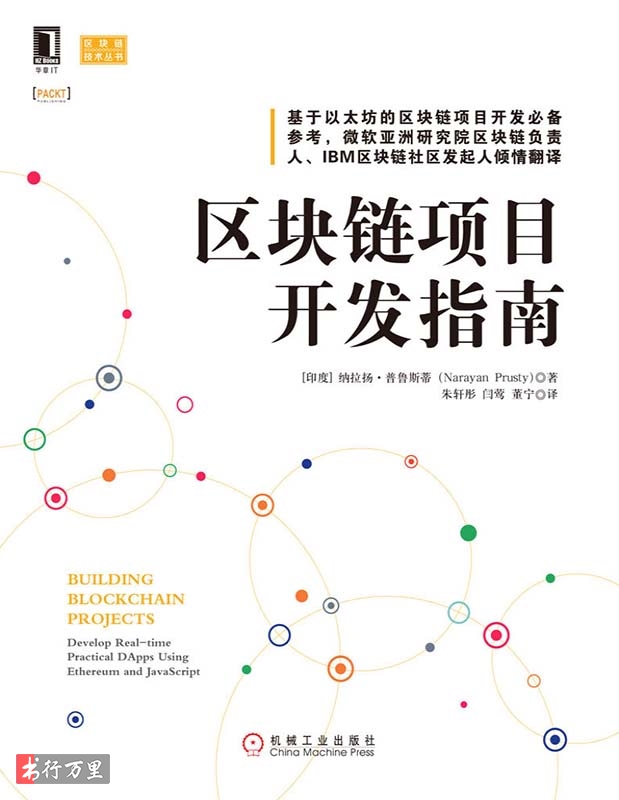 HZ Books
华章IT
区块链
技术丛书
[PACKT]
PUBLISHING
基于以太坊的区块链项目开发必备
参考，微软亚洲研究院区块链负责
人、IBM区块链社区发起人倾情翻译
区块链项目
开发指南
[印度] 纳拉扬·普鲁斯蒂 (Narayan Prusty)◎著
朱轩彤 闫莺 董宁◎译
BUILDING
BLOCKCHAIN
PROJECTS
Develop Real-time
Practical DApps Using
Ethereum and JavaScript
机械工业出版社
China Machine Press
书行万里